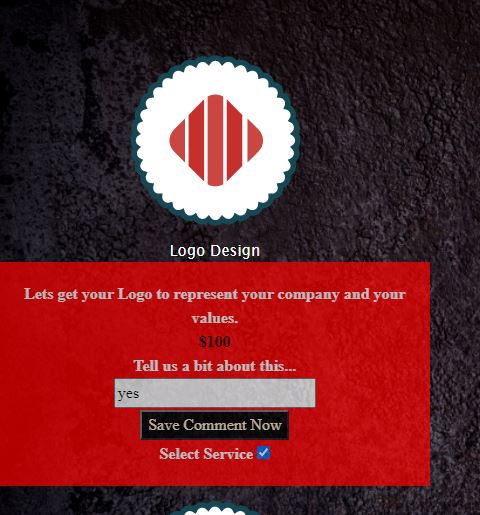 Logo Design
Lets get your Logo to represent your company and your
values.
$100
Tell us a bit about this...
yes
Save Comment Now
Select Service